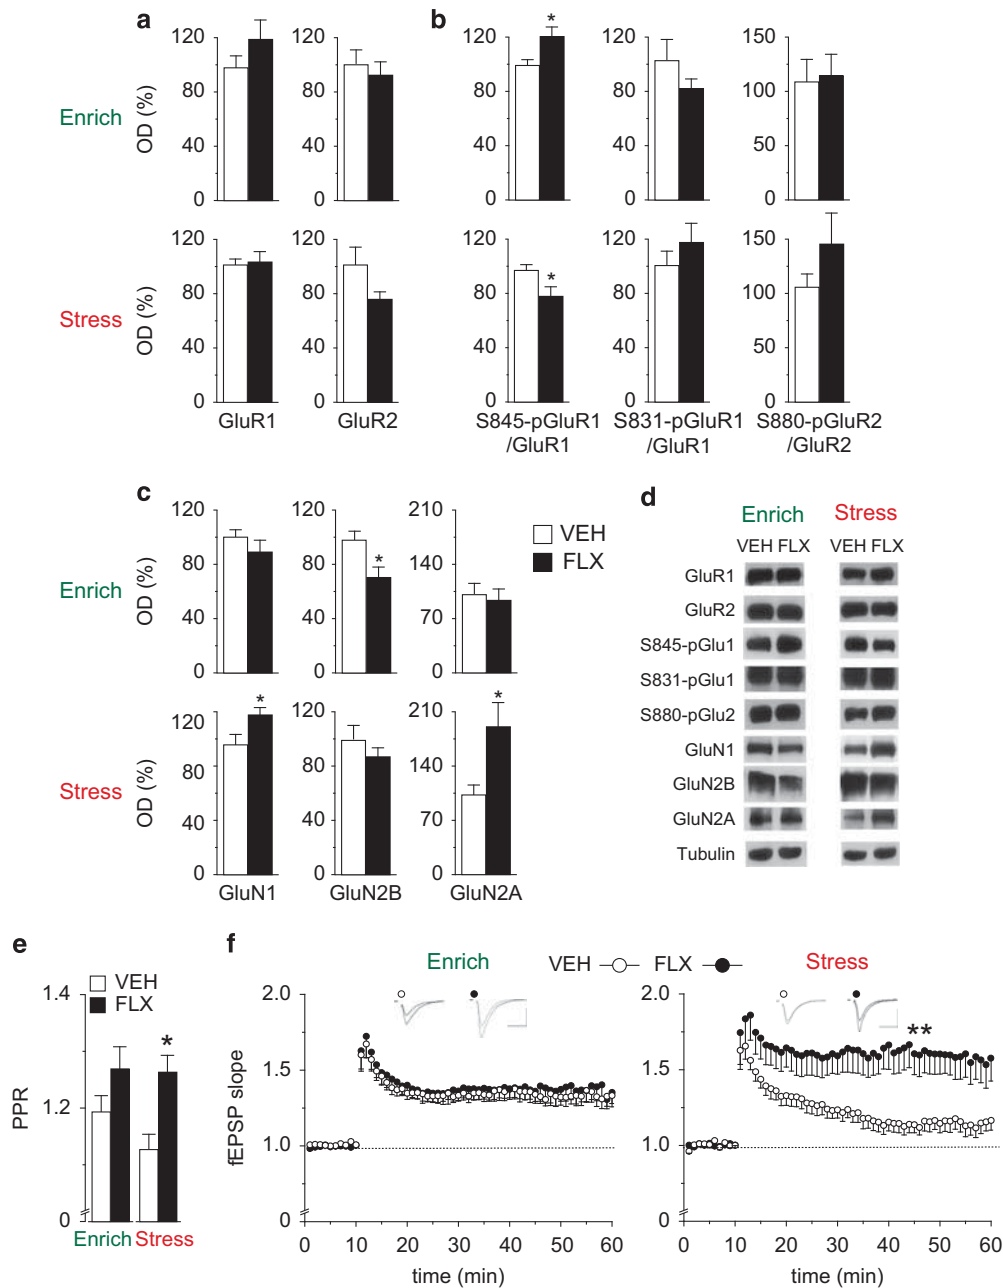 a
b
Enrich
OD (%)
120
80
40
0
120
80
40
0
120
80
40
0
*
120
80
40
0
150
100
50
0
Stress
OD (%)
120
80
40
0
GluR1
120
80
40
0
GluR2
120
80
40
0
*
S845-pGluR1
/GluR1
120
80
40
0
S831-pGluR1
/GluR1
150
100
50
0
S880-pGluR2
/GluR2
c
Enrich
OD (%)
120
80
40
0
120
80
40
0
*
210
140
70
0
VEH
FLX
Stress
OD (%)
120
80
40
0
*
GluN1
120
80
40
0
GluN2B
210
140
70
0
*
GluN2A
d
Enrich Stress
VEH FLX VEH FLX
GluR1
GluR2
S845-pGlu1
S831-pGlu1
S880-pGlu2
GluN1
GluN2B
GluN2A
Tubulin
e
VEH
FLX
PPR
1.4
1.2
0
*
Enrich Stress
f
Enrich VEH FLX Stress
fEPSP slope
2.0
1.5
1.0
0
0 10 20 30 40 50 60
time (min)
2.0
1.5
1.0
0
**
0 10 20 30 40 50 60
time (min)